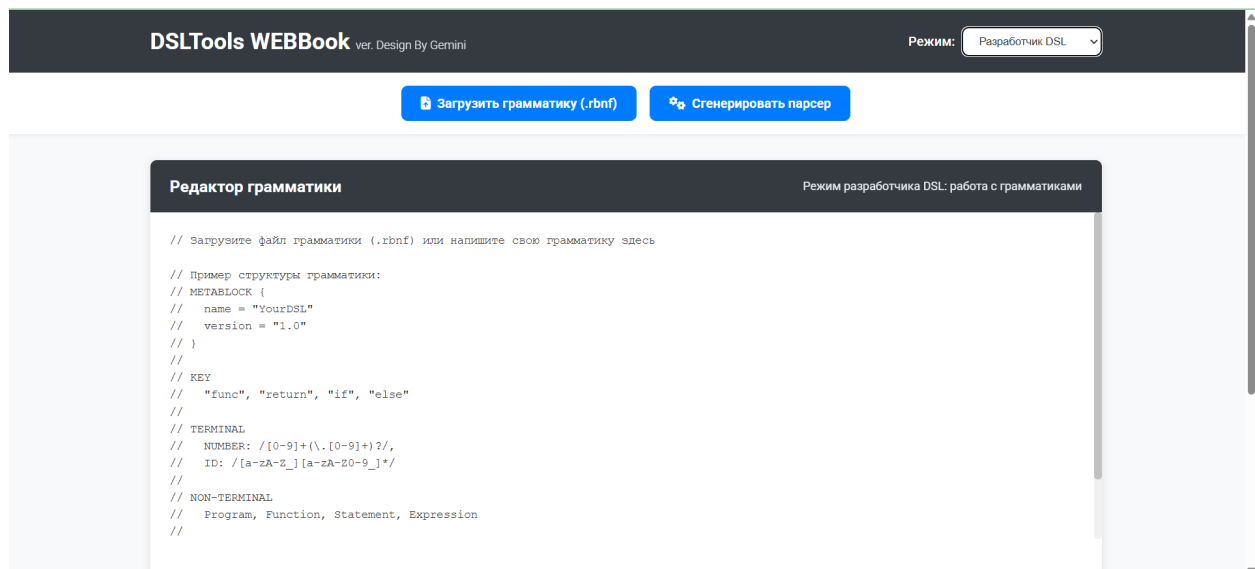 DSLTools WEBBook ver. Design By Gemini
Режим: Разработчик DSL
Загрузить грамматику (.rbnf)
Сгенерировать парсер
Редактор грамматики
Режим разработчика DSL: работа с грамматиками
// Загрузите файл грамматики (.rbnf) или напишите свою грамматику здесь
// Пример структуры грамматики:
// METABLOCK {
//   name = "YourDSL"
//   version = "1.0"
// }
//
// KEY
//   "func", "return", "if", "else"
//
// TERMINAL
//   NUMBER: /[0-9]+(\.[0-9]+)?/,
//   ID: /[a-zA-Z_][a-zA-Z0-9_]*/
//
// NON-TERMINAL
//   Program, Function, Statement, Expression
//